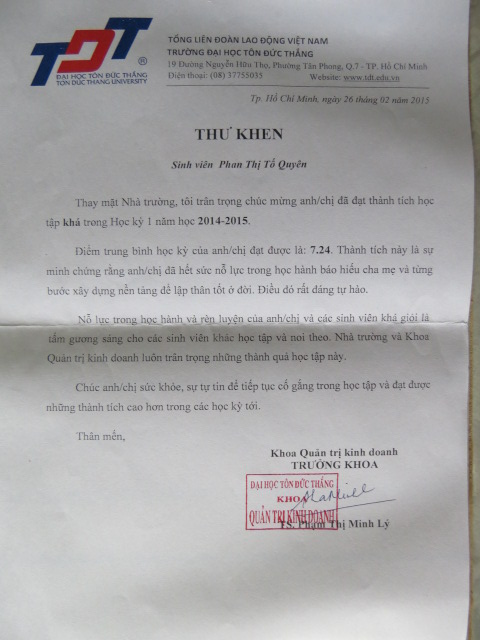 TDT
®
ĐẠI HỌC TÔN ĐỨC THẮNG
TON DUC THANG UNIVERSITY
TỔNG LIÊN ĐOÀN LAO ĐỘNG VIỆT NAM
TRƯỜNG ĐẠI HỌC TÔN ĐỨC THẮNG
19 Đường Nguyễn Hữu Thọ, Phường Tân Phong, Q.7 - TP. Hồ Chí Minh
Điện thoại: (08) 37755035 Website: www.tdt.edu.vn
Tp. Hồ Chí Minh, ngày 26 tháng 02 năm 2015
THƯ KHEN
Sinh viên Phan Thị Tố Quyên
Thay mặt Nhà trường, tôi trân trọng chúc mừng anh/chị đã đạt thành tích học
tập khá trong Học kỳ 1 năm học 2014-2015.
Điểm trung bình học kỳ của anh/chị đạt được là: 7.24. Thành tích này là sự
minh chứng rằng anh/chị đã hết sức nỗ lực trong học hành báo hiếu cha mẹ và từng
bước xây dựng nền tảng để lập thân tốt ở đời. Điều đó rất đáng tự hào.
Nỗ lực trong học hành và rèn luyện của anh/chị và các sinh viên khá giỏi là
tấm gương sáng cho các sinh viên khác học tập và noi theo. Nhà trường và Khoa
Quản trị kinh doanh luôn trân trọng những thành quả học tập này.
Chúc anh/chị sức khỏe, sự tự tin để tiếp tục cố gắng trong học tập và đạt được
những thành tích cao hơn trong các học kỳ tới.
Thân mến,
Khoa Quản trị kinh doanh
TRƯỞNG KHOA
ĐẠI HỌC TÔN ĐỨC THẮNG
KHOA
QUẢN TRỊ KINH DOANH
TS. Phạm Thị Minh Lý